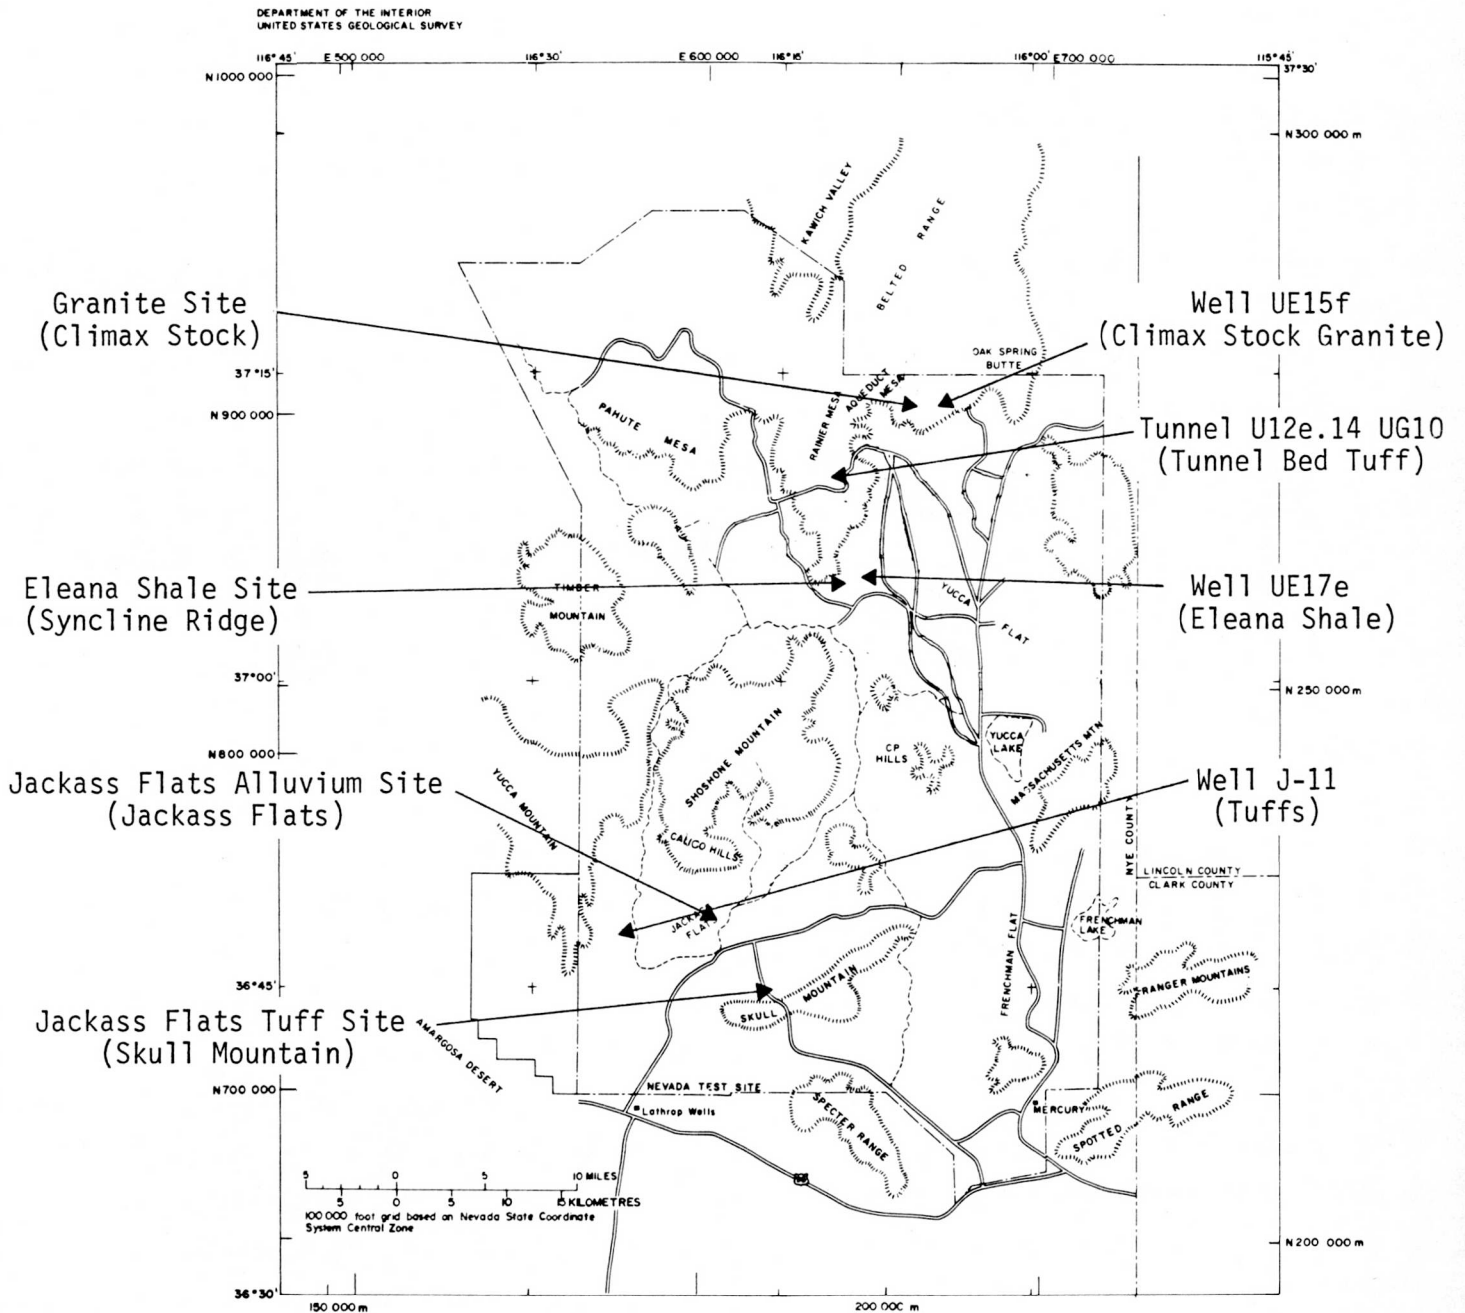 DEPARTMENT OF THE INTERIOR
UNITED STATES GEOLOGICAL SURVEY
116°45' E 500 000 116°30' E 600 000 116°15' 116°00' E 700 000 115°45'
N 1000 000
37°30'
N 300 000 m
KAWICH VALLEY
BELTED RANGE
Granite Site
(Climax Stock)
Well UE15f
(Climax Stock Granite)
OAK SPRING
BUTTE
37°15'
N 900 000
PAHUTE MESA
RAINIER MESA
AQUEDUCT
MESA
Tunnel U12e.14 UG10
(Tunnel Bed Tuff)
Eleana Shale Site
(Syncline Ridge)
TIMBER
MOUNTAIN
Well UE17e
(Eleana Shale)
YUCCA
FLAT
37°00'
N 250 000 m
N 800 000
SHOSHONE MOUNTAIN
CP
HILLS
YUCCA
LAKE
MASSACHUSETTS MTN
Jackass Flats Alluvium Site
(Jackass Flats)
YUCCA MOUNTAIN
CALICO HILLS
Well J-11
(Tuffs)
NYE COUNTY
LINCOLN COUNTY
CLARK COUNTY
JACKASS
FLATS
FRENCHMAN FLAT
FRENCHMAN
LAKE
36°45'
SKULL
MOUNTAIN
RANGER MOUNTAINS
Jackass Flats Tuff Site
(Skull Mountain)
AMARGOSA DESERT
N 700 000
NEVADA TEST SITE
Lathrop Wells
SPECTER RANGE
MERCURY
SPOTTED
RANGE
5 0 5 10 MILES
5 0 5 10 15 KILOMETRES
100 000 foot grid based on Nevada State Coordinate
System Central Zone
N 200 000 m
36°30'
150 000 m 200 000 m